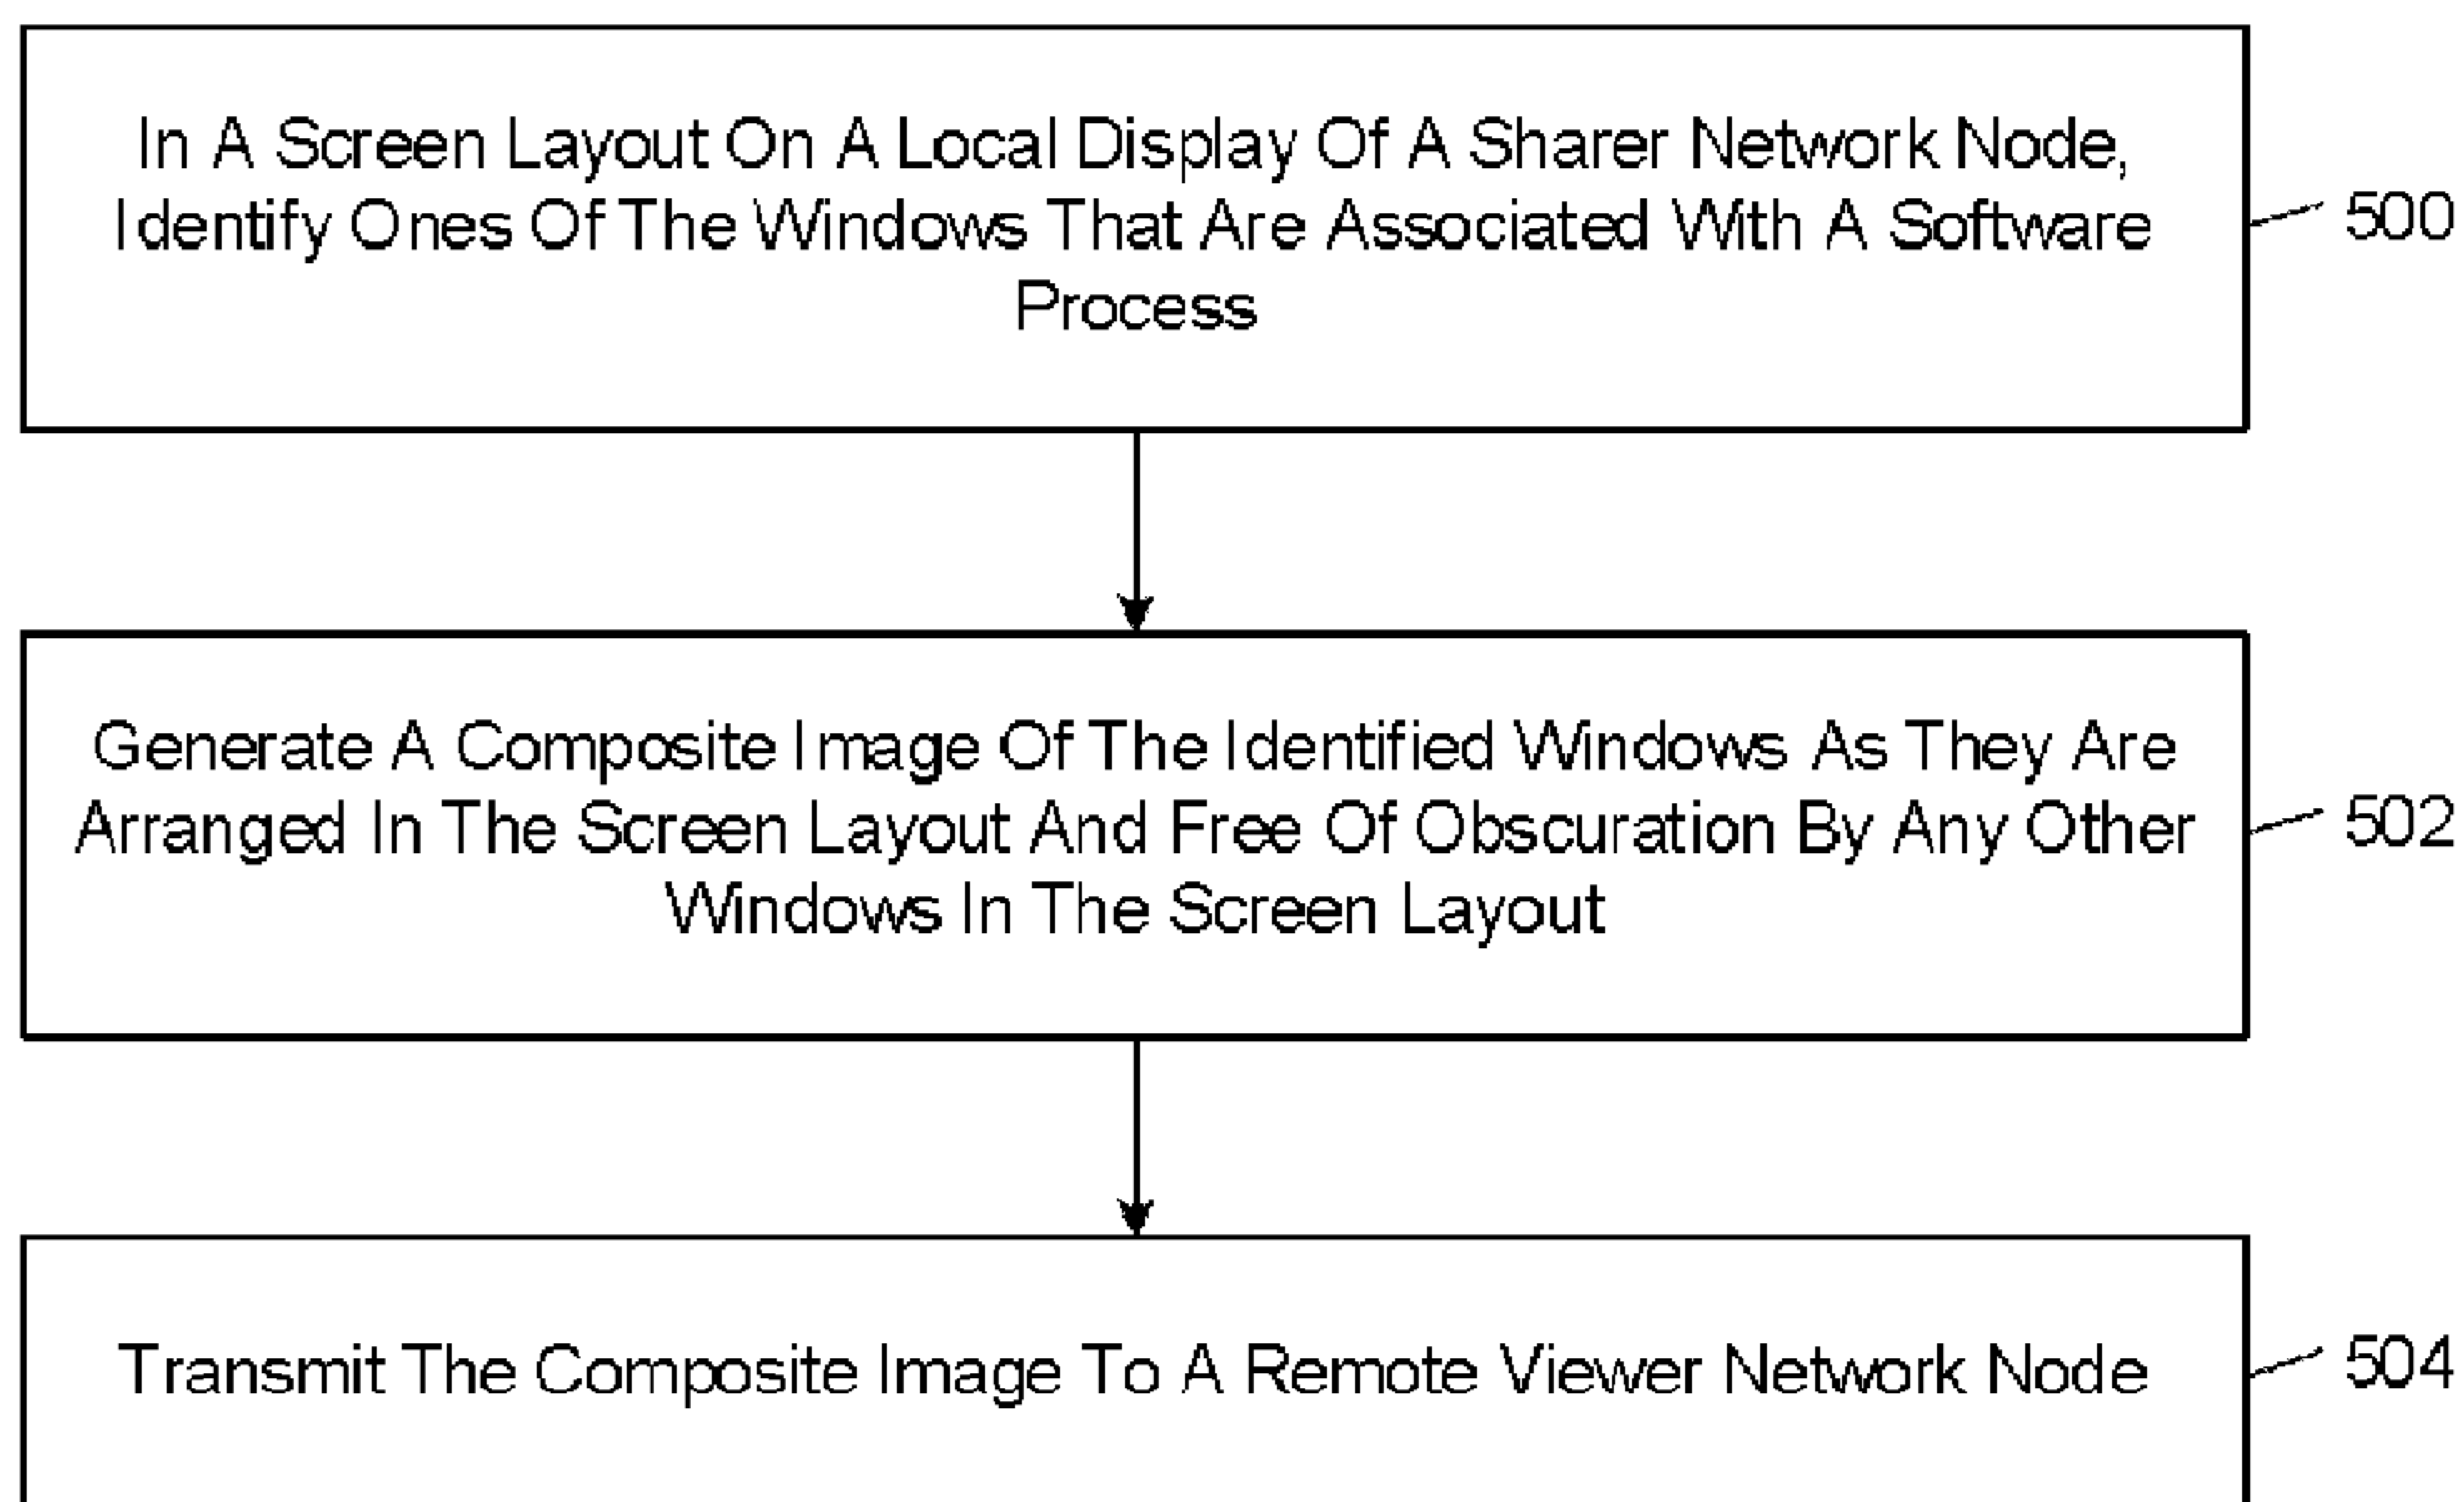 In A Screen Layout On A Local Display Of A Sharer Network Node,
Identify Ones Of The Windows That Are Associated With A Software
Process
500
Generate A Composite Image Of The Identified Windows As They Are
Arranged In The Screen Layout And Free Of Obscuration By Any Other
Windows In The Screen Layout
502
Transmit The Composite Image To A Remote Viewer Network Node
504